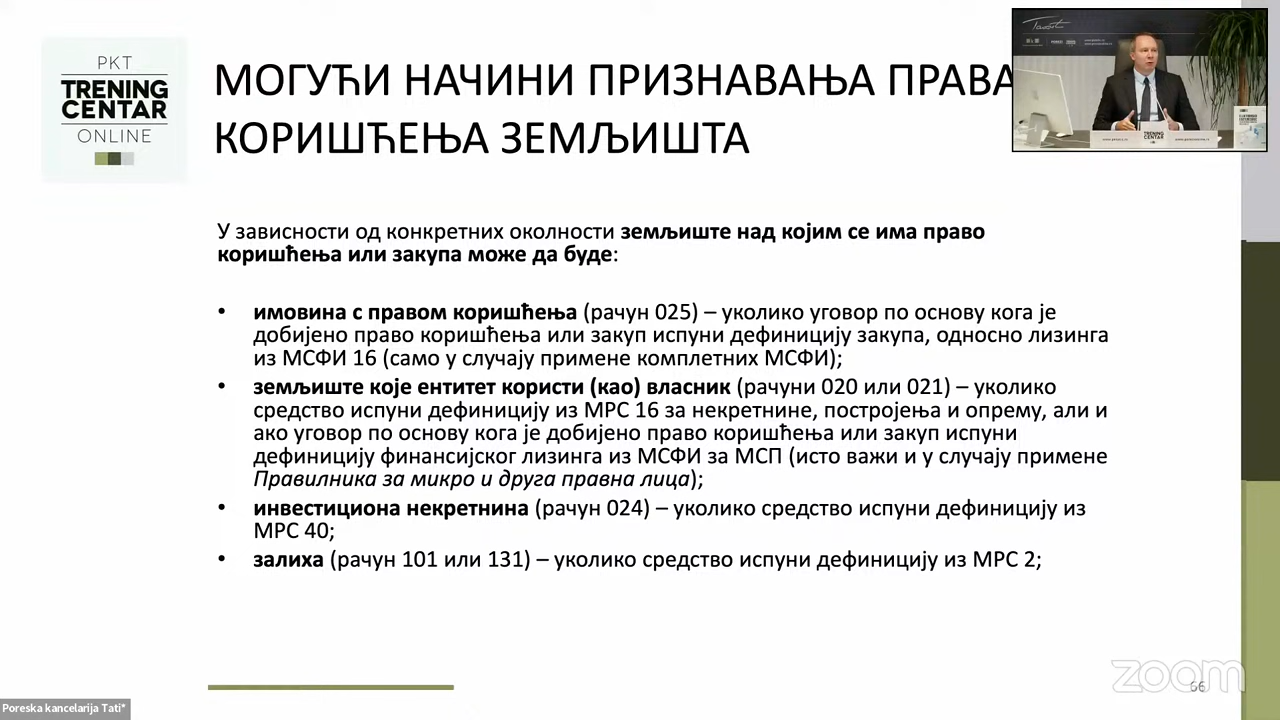 PKT
TRENING
CENTAR
ONLINE
МОГУЋИ НАЧИНИ ПРИЗНАВАЊА ПРАВА
КОРИШЋЕЊА ЗЕМЉИШТА
У зависности од конкретних околности земљиште над којим се има право
коришћења или закупа може да буде:
• имовина с правом коришћења (рачун 025) – уколико уговор по основу кога је
добијено право коришћења или закуп испуни дефиницију закупа, односно лизинга
из МСФИ 16 (само у случају примене комплетних МСФИ);
• земљиште које ентитет користи (као) власник (рачуни 020 или 021) – уколико
средство испуни дефиницију из МРС 16 за некретнине, постројења и опрему, али и
ако уговор по основу кога је добијено право коришћења или закуп испуни
дефиницију финансијског лизинга из МСФИ за МСП (исто важи и у случају примене
Правилника за микро и друга правна лица);
• инвестициона некретнина (рачун 024) – уколико средство испуни дефиницију из
МРС 40;
• залиха (рачун 101 или 131) – уколико средство испуни дефиницију из МРС 2;
TRENING
CENTAR
zoom
66
Poreska kancelarija Tati*